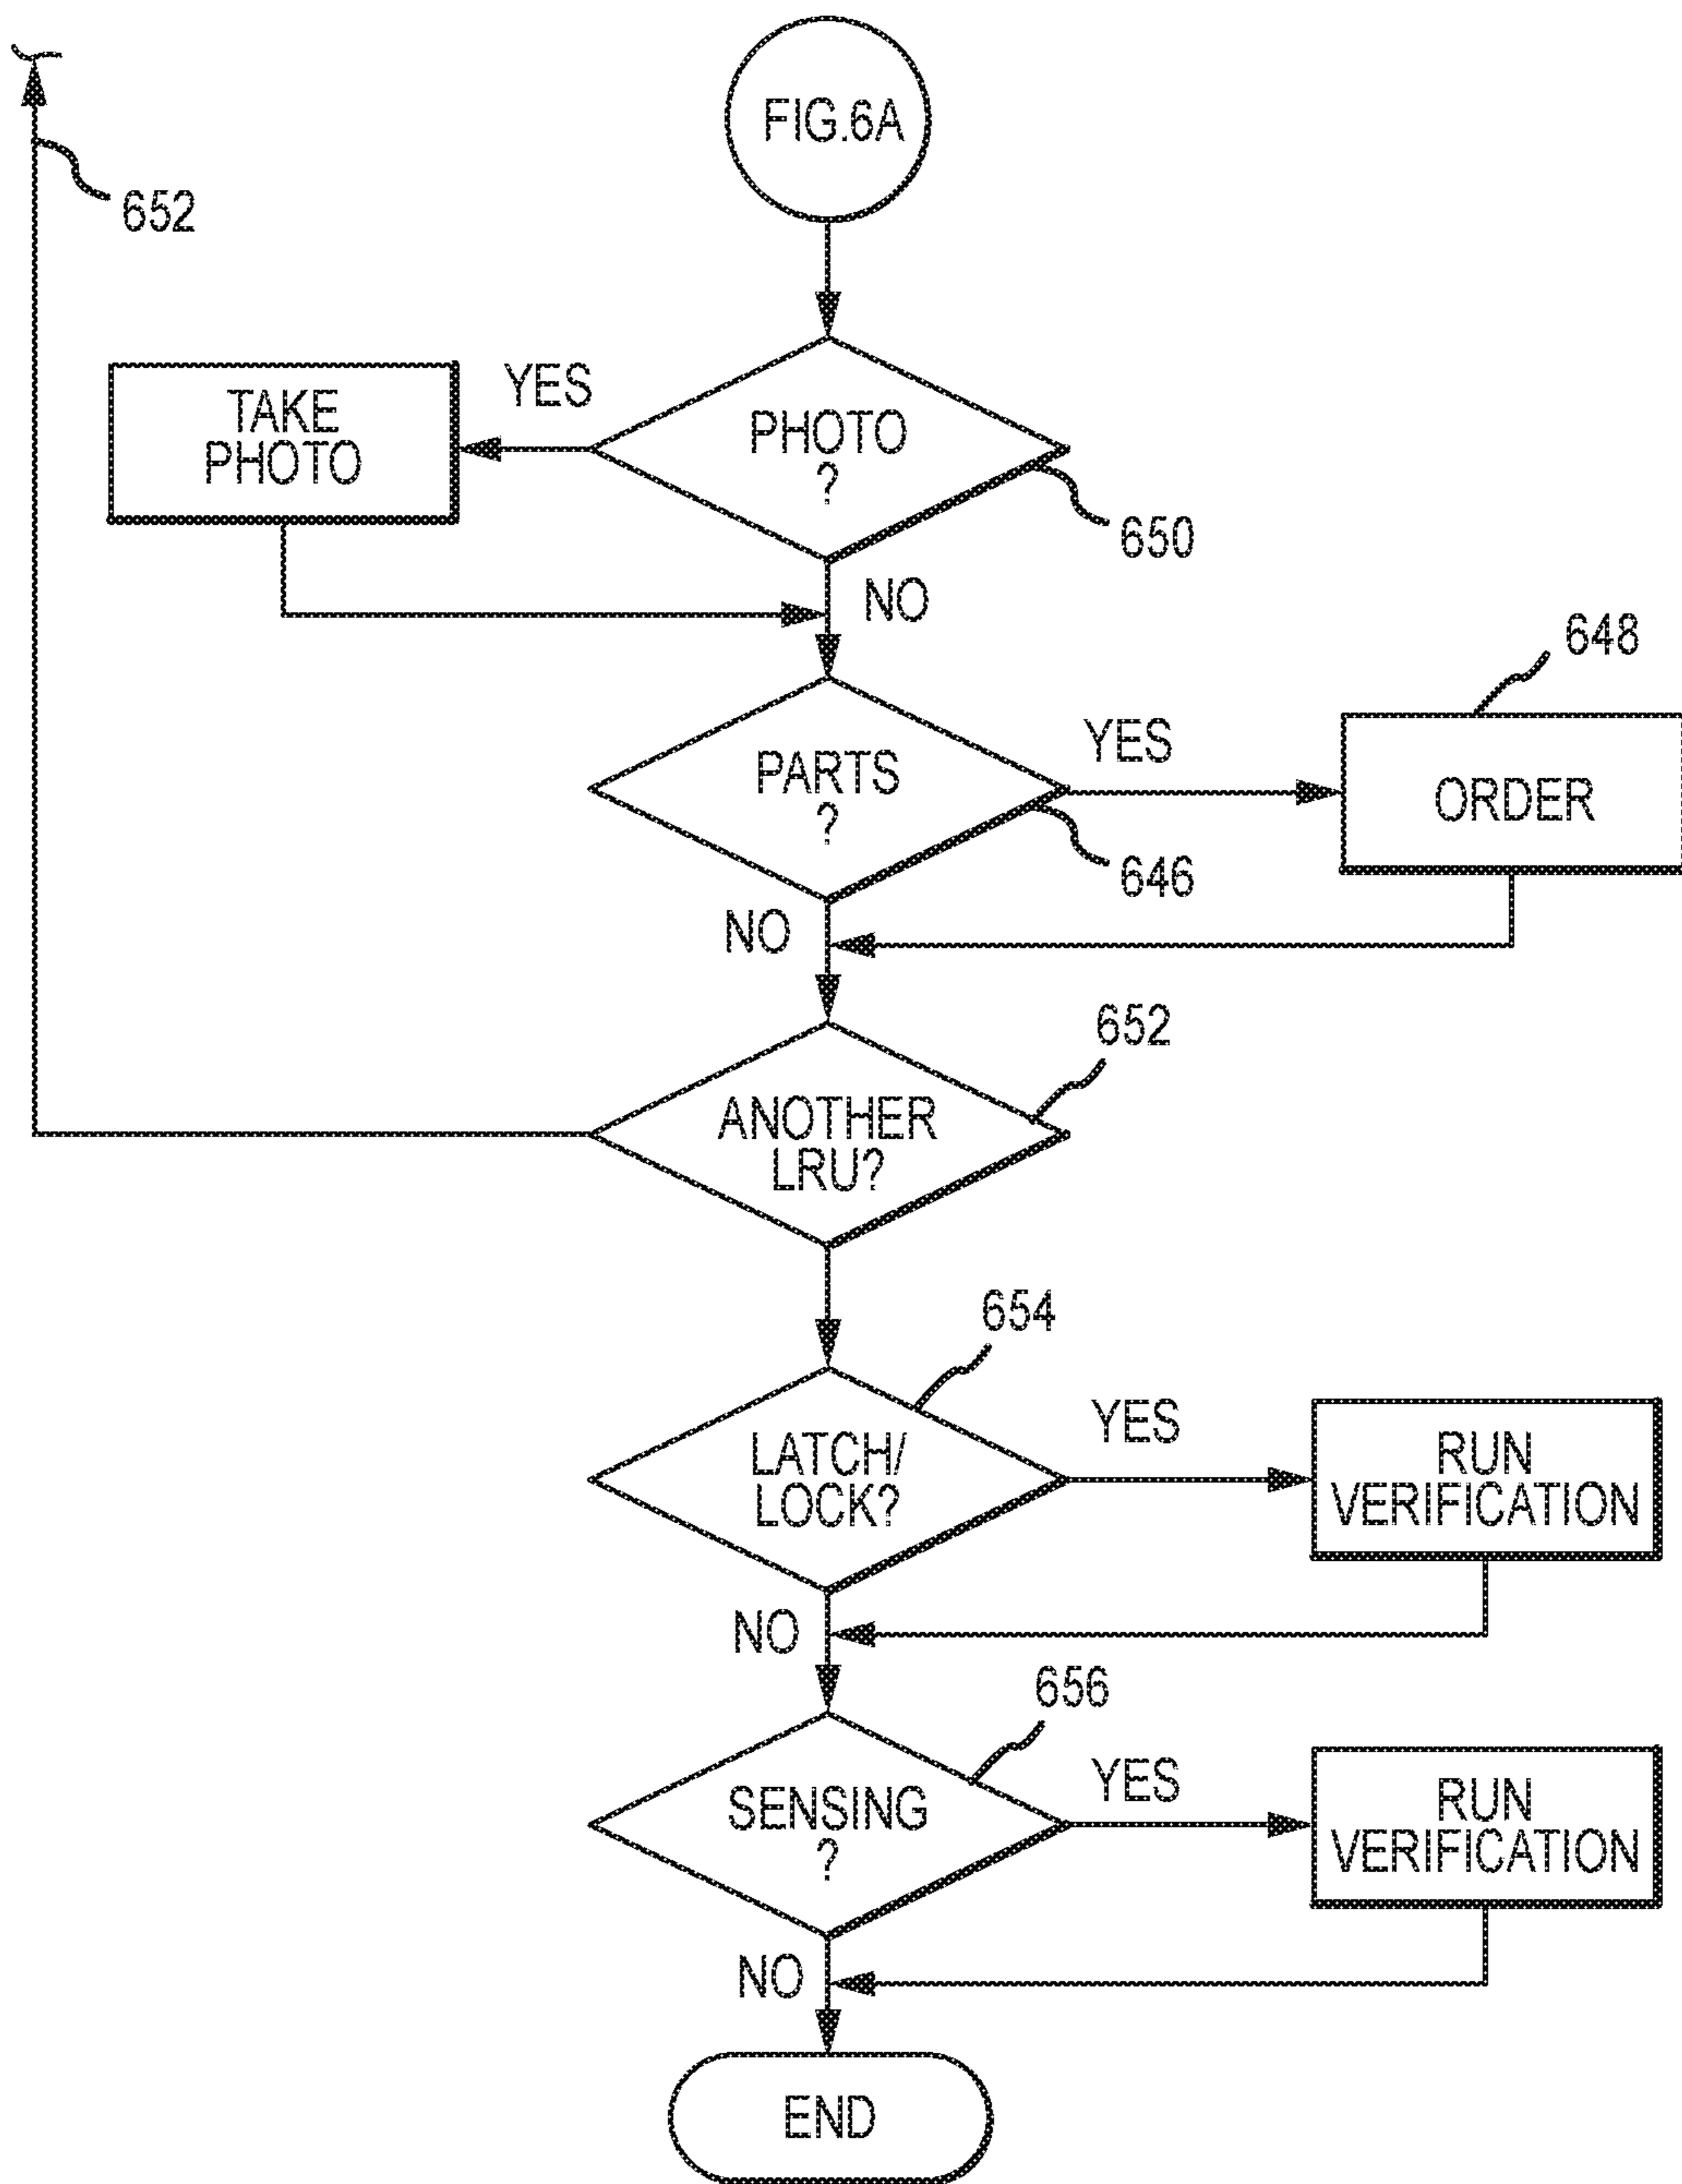 FIG.6A
652
YES
TAKE
PHOTO
PHOTO
?
650
NO
648
PARTS
?
YES
ORDER
646
NO
652
ANOTHER
LRU?
654
LATCH/
LOCK?
YES
RUN
VERIFICATION
NO
656
SENSING
?
YES
RUN
VERIFICATION
NO
END